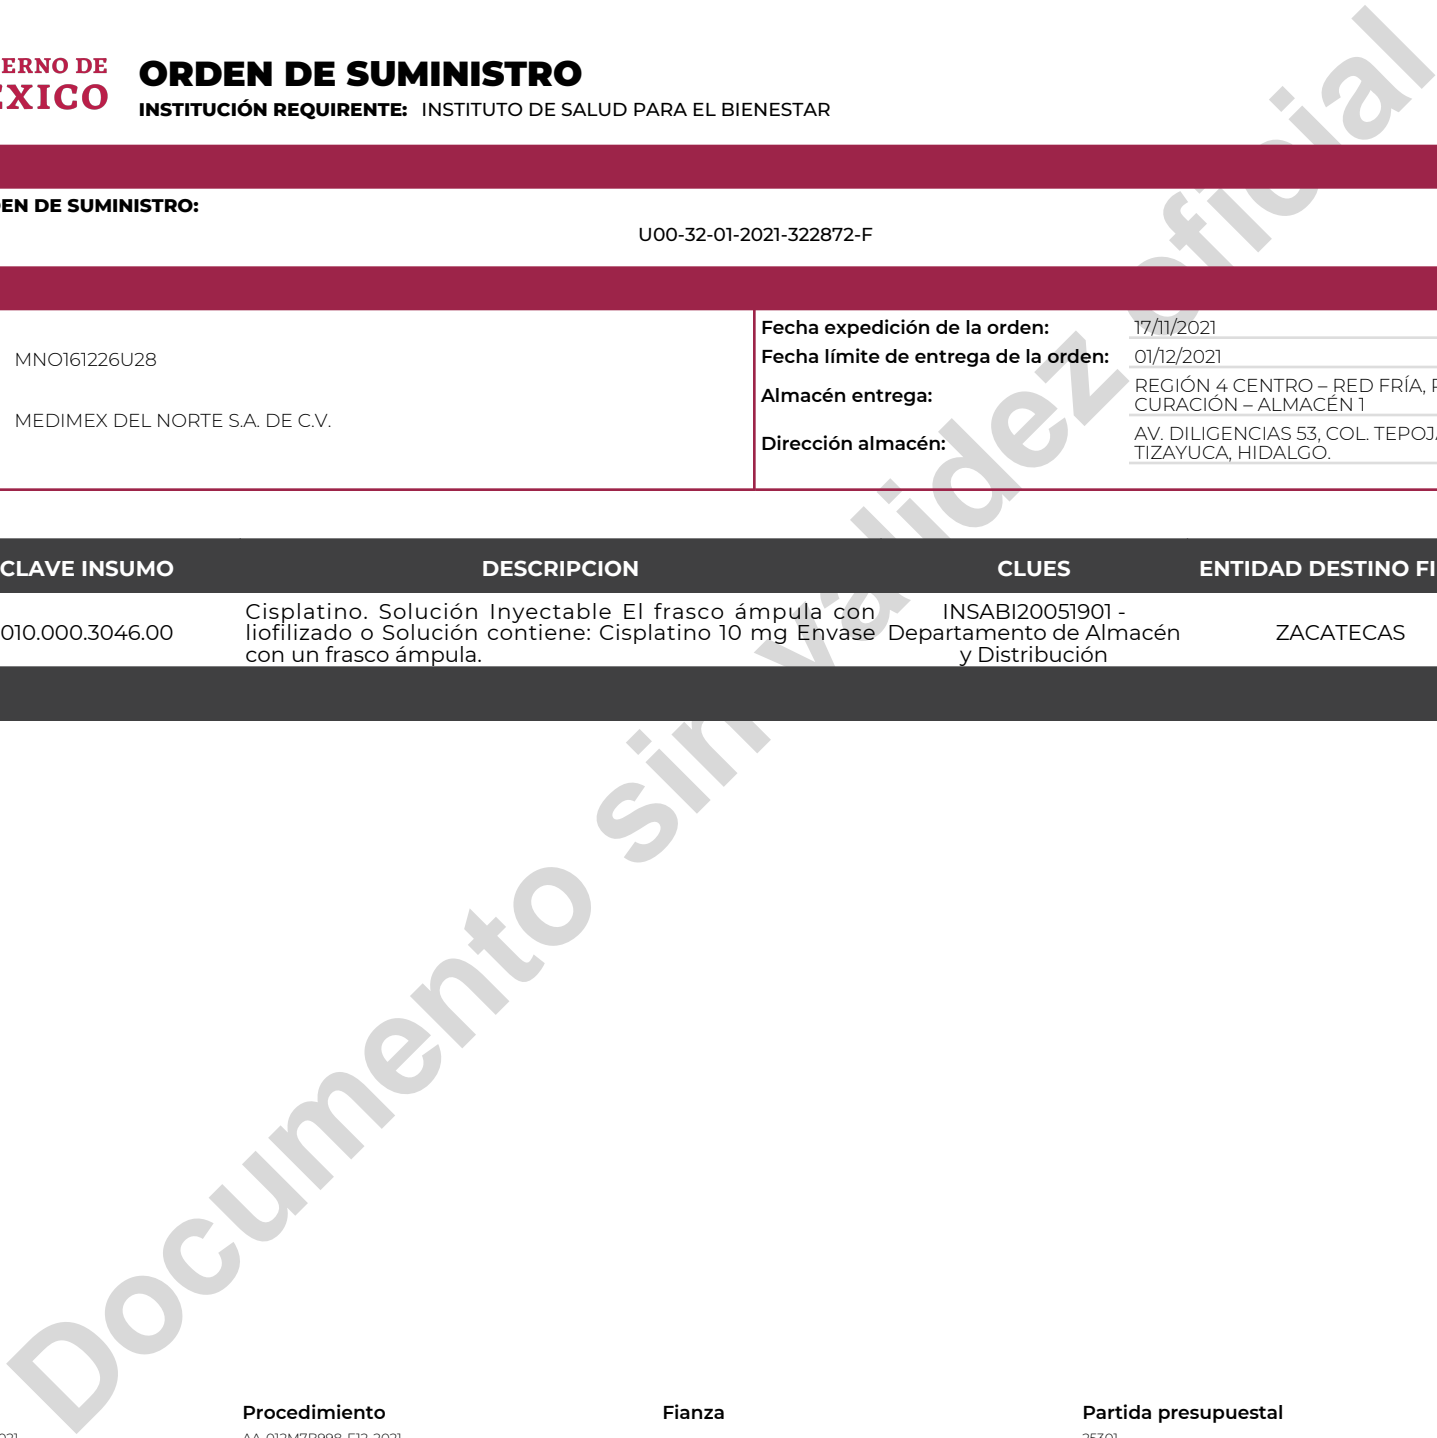 ERNO DE
EXICO
ORDEN DE SUMINISTRO
INSTITUCIÓN REQUIRENTE: INSTITUTO DE SALUD PARA EL BIENESTAR
EN DE SUMINISTRO:
U00-32-01-2021-322872-F
MNO161226U28
MEDIMEX DEL NORTE S.A. DE C.V.
Fecha expedición de la orden: 17/11/2021
Fecha límite de entrega de la orden: 01/12/2021
Almacén entrega: REGIÓN 4 CENTRO – RED FRÍA,
CURACIÓN – ALMACÉN 1
Dirección almacén: AV. DILIGENCIAS 53, COL. TEPOJ
TIZAYUCA, HIDALGO.
CLAVE INSUMO DESCRIPCION CLUES ENTIDAD DESTINO FI
010.000.3046.00
Cisplatino. Solución Inyectable El frasco ámpula con
liofilizado o Solución contiene: Cisplatino 10 mg Envase
con un frasco ámpula.
INSABI20051901 -
Departamento de Almacén
y Distribución
ZACATECAS
Documento sin validez oficial
Procedimiento Fianza Partida presupuestal